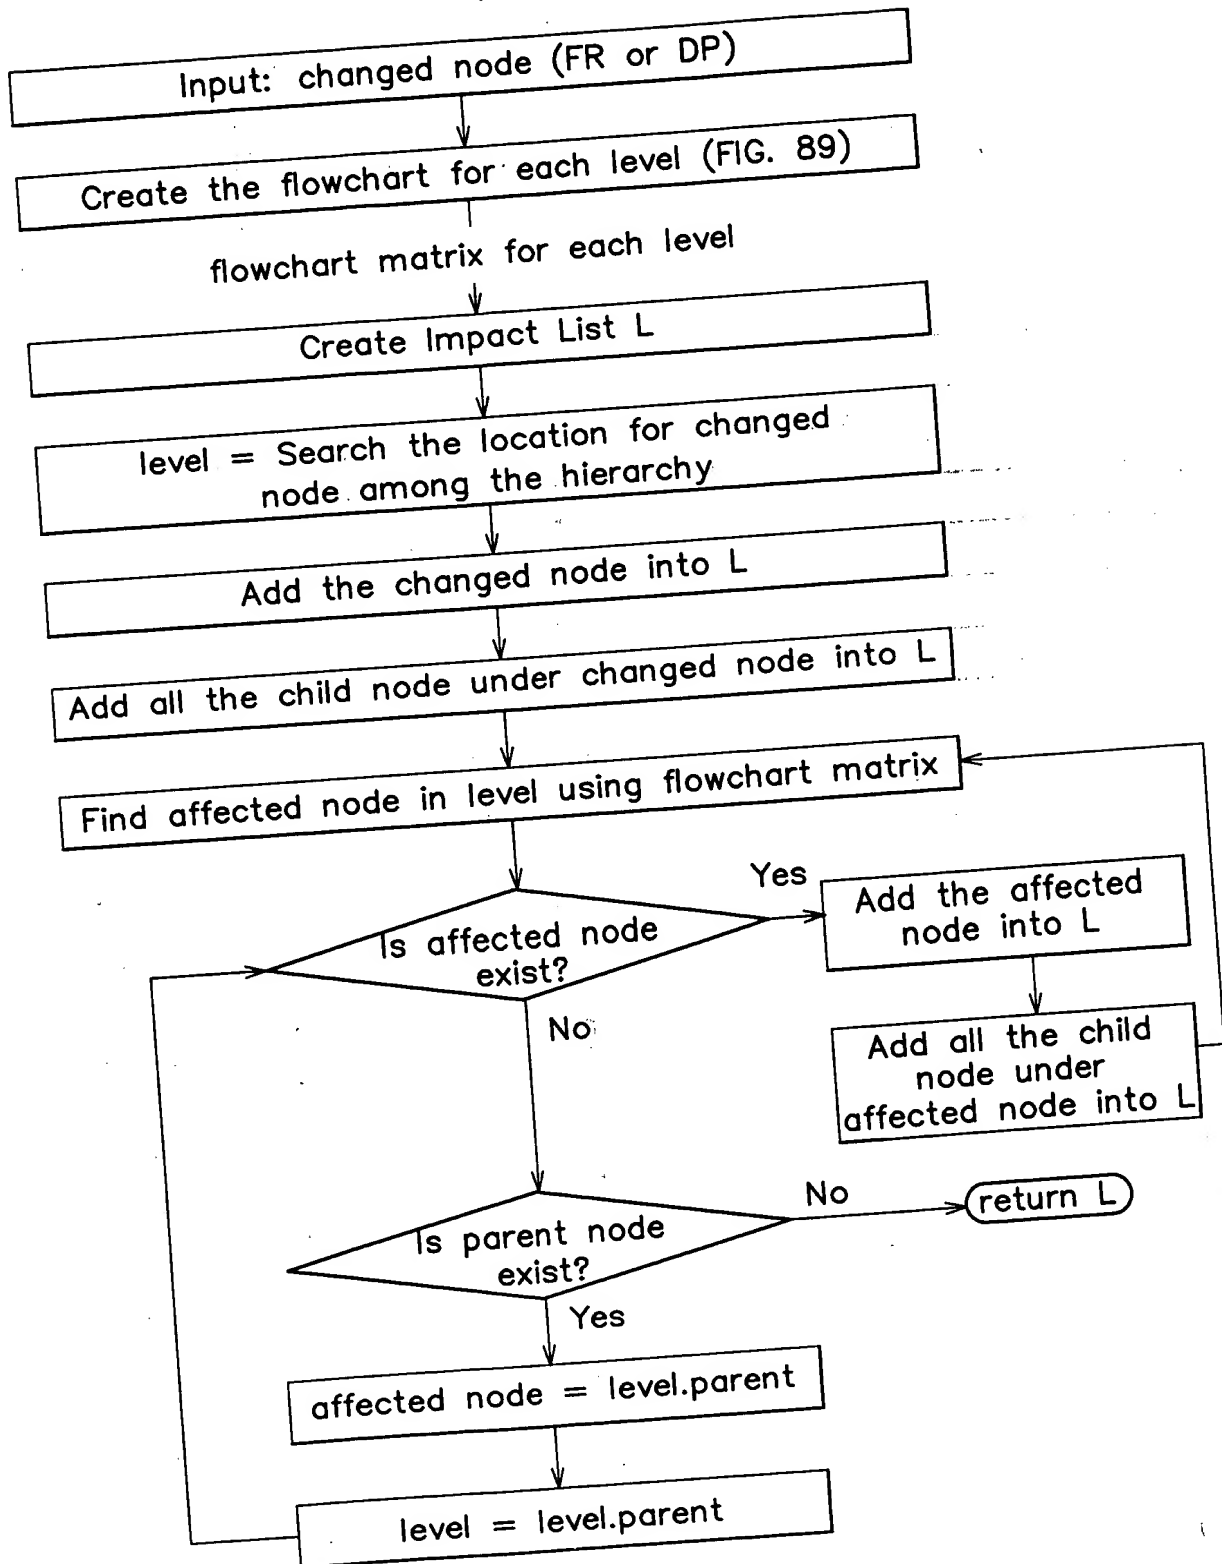 Input: changed node (FR or DP)
Create the flowchart for each level (FIG. 89)
flowchart matrix for each level
Create Impact List L
level = Search the location for changed
node among the hierarchy
Add the changed node into L
Add all the child node under changed node into L
Find affected node in level using flowchart matrix
Is affected node
exist?
Yes
Add the affected
node into L
Add all the child
node under
affected node into L
No
Is parent node
exist?
No
return L
Yes
affected node = level.parent
level = level.parent